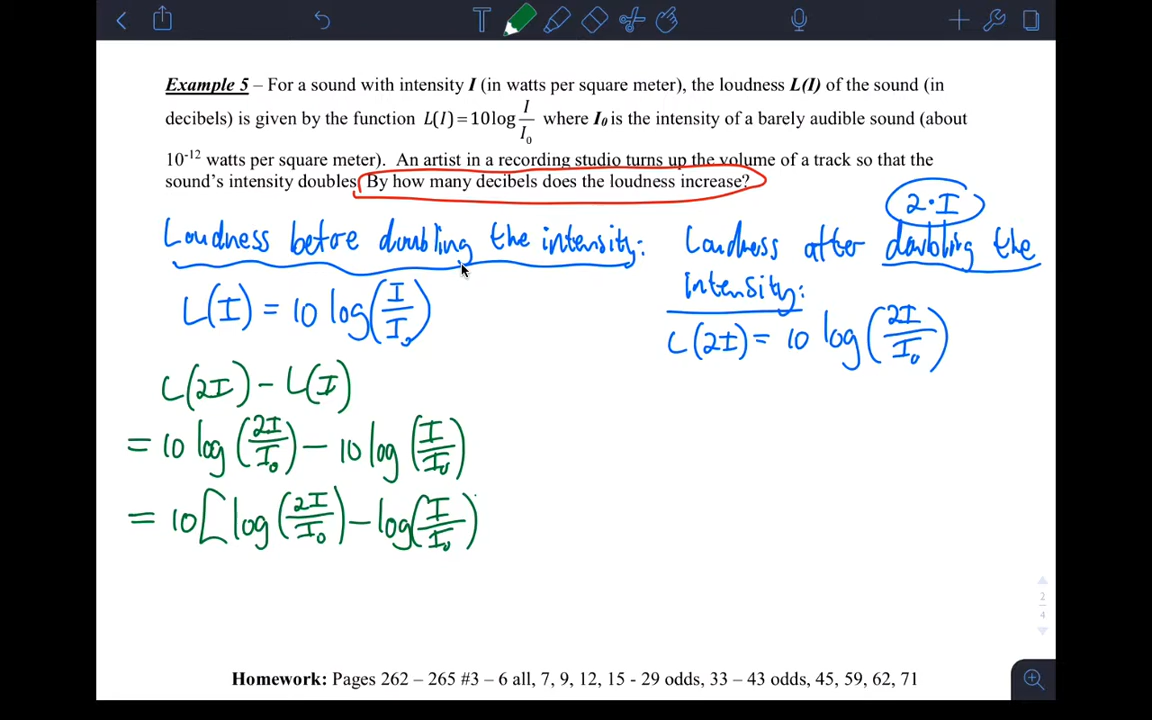 T
Example 5 – For a sound with intensity I (in watts per square meter), the loudness L(I) of the sound (in
decibels) is given by the function L(I) = 10 log I/I₀ where I₀ is the intensity of a barely audible sound (about
10⁻¹² watts per square meter). An artist in a recording studio turns up the volume of a track so that the
sound's intensity doubles. By how many decibels does the loudness increase?
2·I
Loudness before doubling the intensity:
Loudness after doubling the
intensity:
L(I) = 10 log(I/I₀)
L(2I) = 10 log(2I/I₀)
L(2I) – L(I)
= 10 log(2I/I₀) – 10 log(I/I₀)
= 10[log(2I/I₀) – log(I/I₀)
2
4
Homework: Pages 262 – 265 #3 – 6 all, 7, 9, 12, 15 - 29 odds, 33 – 43 odds, 45, 59, 62, 71